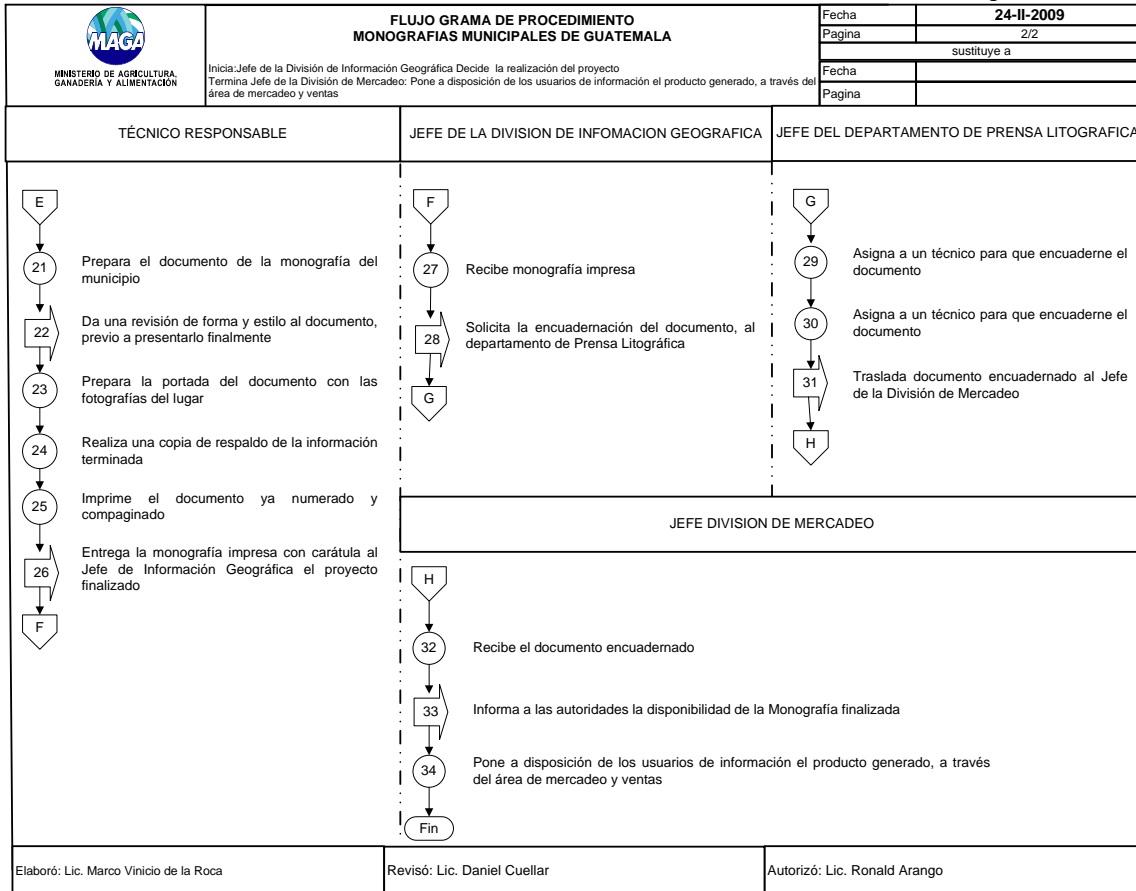 MAGA
MINISTERIO DE AGRICULTURA,
GANADERÍA Y ALIMENTACIÓN
FLUJO GRAMA DE PROCEDIMIENTO
MONOGRAFIAS MUNICIPALES DE GUATEMALA
Inicia:Jefe de la División de Información Geográfica Decide la realización del proyecto
Termina Jefe de la División de Mercadeo: Pone a disposición de los usuarios de información el producto generado, a través del
área de mercadeo y ventas
Fecha 24-II-2009
Pagina 2/2
sustituye a
Fecha
Pagina
TÉCNICO RESPONSABLE
E
21 Prepara el documento de la monografía del
municipio
22 Da una revisión de forma y estilo al documento,
previo a presentarlo finalmente
23 Prepara la portada del documento con las
fotografías del lugar
24 Realiza una copia de respaldo de la información
terminada
25 Imprime el documento ya numerado y
compaginado
26 Entrega la monografía impresa con carátula al
Jefe de Información Geográfica el proyecto
finalizado
F
JEFE DE LA DIVISION DE INFOMACION GEOGRAFICA
F
27 Recibe monografía impresa
28 Solicita la encuadernación del documento, al
departamento de Prensa Litográfica
G
JEFE DEL DEPARTAMENTO DE PRENSA LITOGRAFICA
G
29 Asigna a un técnico para que encuaderne el
documento
30 Asigna a un técnico para que encuaderne el
documento
31 Traslada documento encuadernado al Jefe
de la División de Mercadeo
H
JEFE DIVISION DE MERCADEO
H
32 Recibe el documento encuadernado
33 Informa a las autoridades la disponibilidad de la Monografía finalizada
34 Pone a disposición de los usuarios de información el producto generado, a través
del área de mercadeo y ventas
Fin
Elaboró: Lic. Marco Vinicio de la Roca
Revisó: Lic. Daniel Cuellar
Autorizó: Lic. Ronald Arango